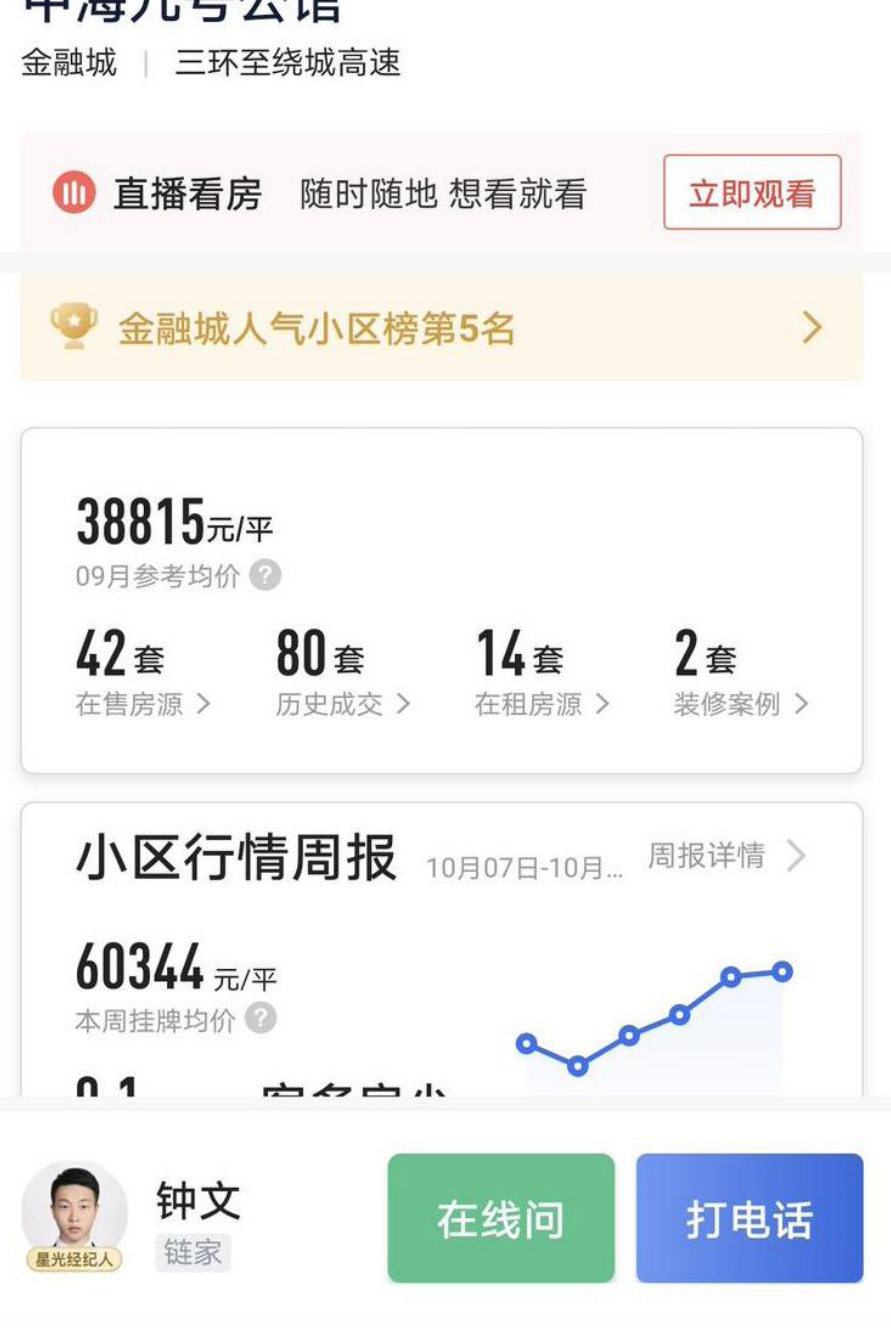 中海九号公馆
金融城 | 三环至绕城高速
直播看房 随时随地 想看就看 立即观看
金融城人气小区榜第5名
38815元/平
09月参考均价 ?
42套 80套 14套 2套
在售房源 历史成交 在租房源 装修案例
小区行情周报 10月07日-10月... 周报详情
60344 元/平
本周挂牌均价 ?
星光经纪人
钟文
链家
在线问 打电话